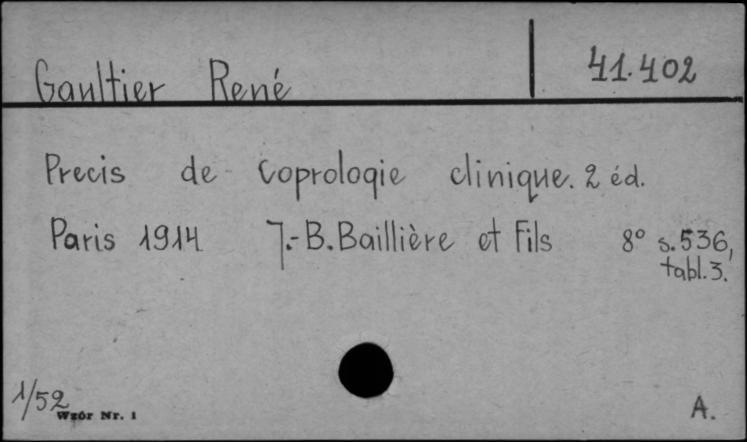 Gaultier René 41.402
Precis de Coprologie clinique. 2 éd.
Paris 1914 J.-B. Baillière et Fils 8° s. 536,
tabl. 3.
1/52
Wzór Nr. 1
A.